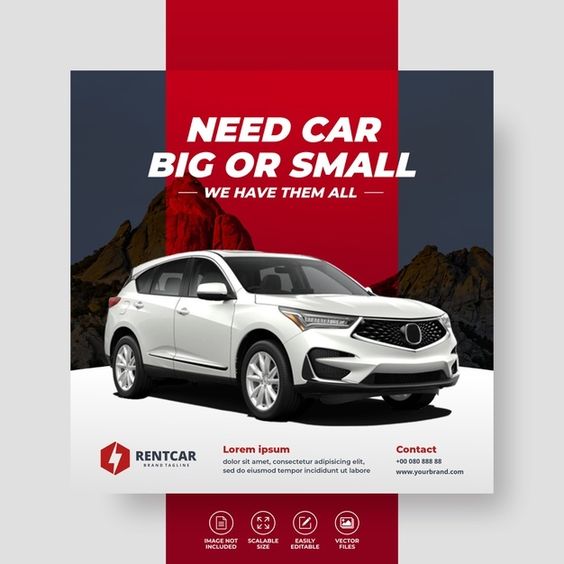 NEED CAR
BIG OR SMALL
WE HAVE THEM ALL
RENTCAR
BRAND TAGLINE
Lorem ipsum
dolor sit amet, consectetur adipiscing elit,
sed do eiusmod tempor incididunt ut labore
Contact
+00 080 888 88
www.yourbrand.com
IMAGE NOT
INCLUDED
SCALABLE
SIZE
EASILY
EDITABLE
VECTOR
FILES